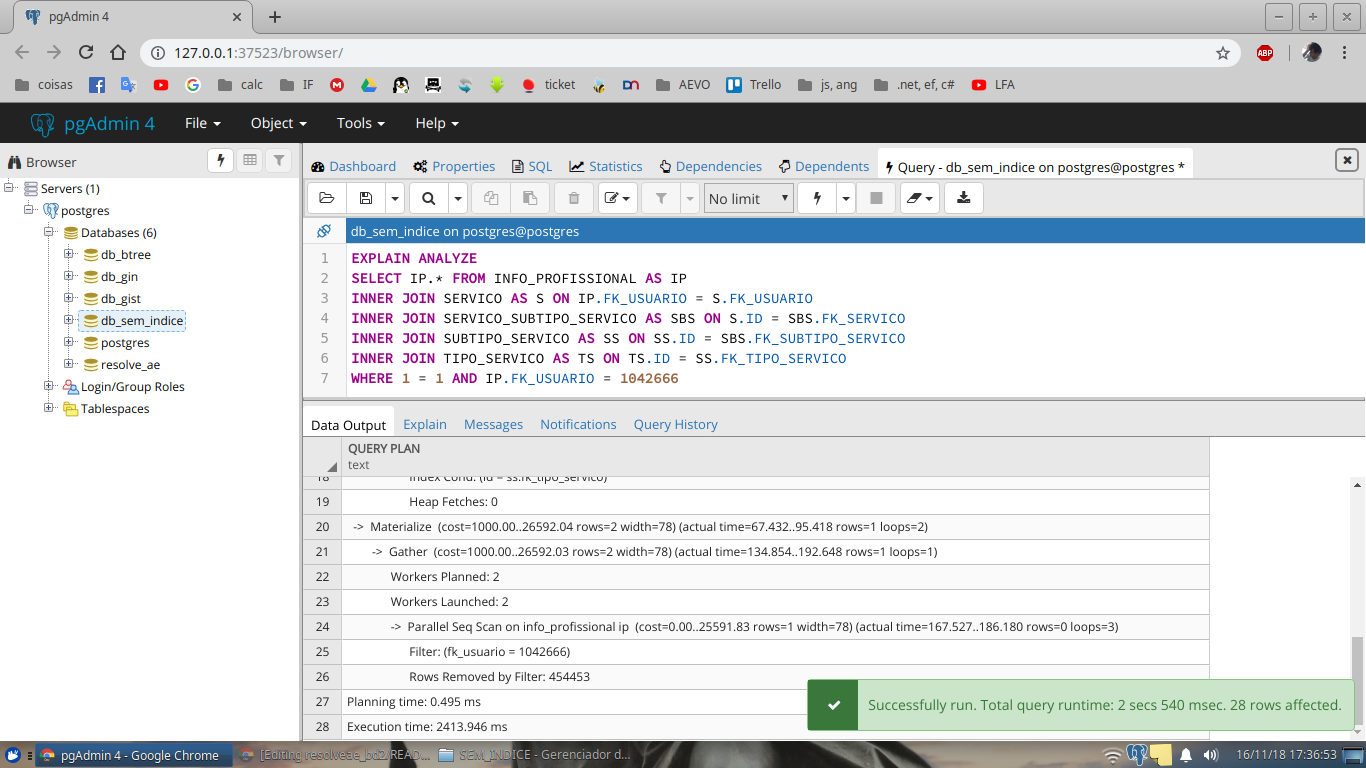 pgAdmin 4
127.0.0.1:37523/browser/
ABP
coisas
calc
IF
ticket
AEVO
Trello
js, ang
.net, ef, c#
LFA
pgAdmin 4 File Object Tools Help
Browser
Dashboard Properties SQL Statistics Dependencies Dependents Query - db_sem_indice on postgres@postgres *
Servers (1)
postgres
Databases (6)
db_btree
db_gin
db_gist
db_sem_indice
postgres
resolve_ae
Login/Group Roles
Tablespaces
No limit
db_sem_indice on postgres@postgres
1 EXPLAIN ANALYZE
2 SELECT IP.* FROM INFO_PROFISSIONAL AS IP
3 INNER JOIN SERVICO AS S ON IP.FK_USUARIO = S.FK_USUARIO
4 INNER JOIN SERVICO_SUBTIPO_SERVICO AS SBS ON S.ID = SBS.FK_SERVICO
5 INNER JOIN SUBTIPO_SERVICO AS SS ON SS.ID = SBS.FK_SUBTIPO_SERVICO
6 INNER JOIN TIPO_SERVICO AS TS ON TS.ID = SS.FK_TIPO_SERVICO
7 WHERE 1 = 1 AND IP.FK_USUARIO = 1042666
Data Output Explain Messages Notifications Query History
QUERY PLAN
text
18 Index Cond: (id = ss.fk_tipo_servico)
19 Heap Fetches: 0
20 -> Materialize (cost=1000.00..26592.04 rows=2 width=78) (actual time=67.432..95.418 rows=1 loops=2)
21 -> Gather (cost=1000.00..26592.03 rows=2 width=78) (actual time=134.854..192.648 rows=1 loops=1)
22 Workers Planned: 2
23 Workers Launched: 2
24 -> Parallel Seq Scan on info_profissional ip (cost=0.00..25591.83 rows=1 width=78) (actual time=167.527..186.180 rows=0 loops=3)
25 Filter: (fk_usuario = 1042666)
26 Rows Removed by Filter: 454453
27 Planning time: 0.495 ms
28 Execution time: 2413.946 ms
Successfully run. Total query runtime: 2 secs 540 msec. 28 rows affected.
pgAdmin 4 - Google Chrome
[Editing resolveae_bd2/READ...
SEM_INDICE - Gerenciador d...
16/11/18 17:36:53